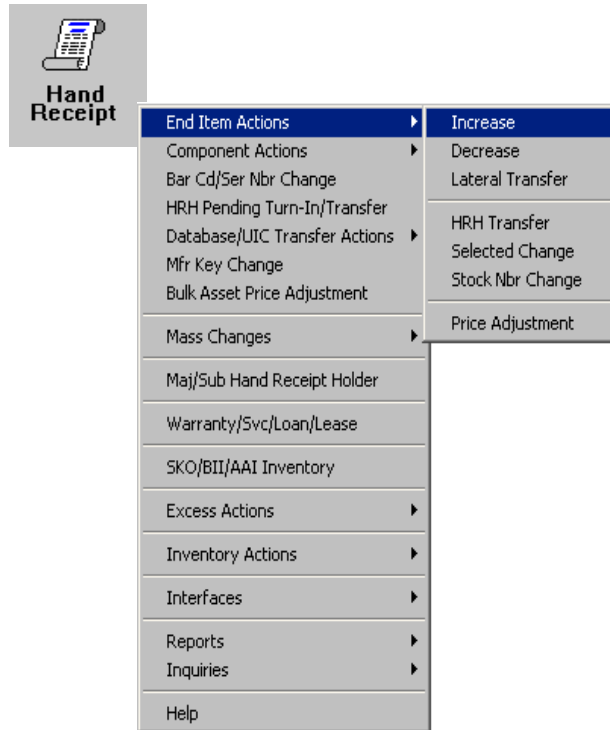 Hand
Receipt
End Item Actions
Component Actions
Bar Cd/Ser Nbr Change
HRH Pending Turn-In/Transfer
Database/UIC Transfer Actions
Mfr Key Change
Bulk Asset Price Adjustment
Mass Changes
Maj/Sub Hand Receipt Holder
Warranty/Svc/Loan/Lease
SKO/BII/AAI Inventory
Excess Actions
Inventory Actions
Interfaces
Reports
Inquiries
Help
Increase
Decrease
Lateral Transfer
HRH Transfer
Selected Change
Stock Nbr Change
Price Adjustment